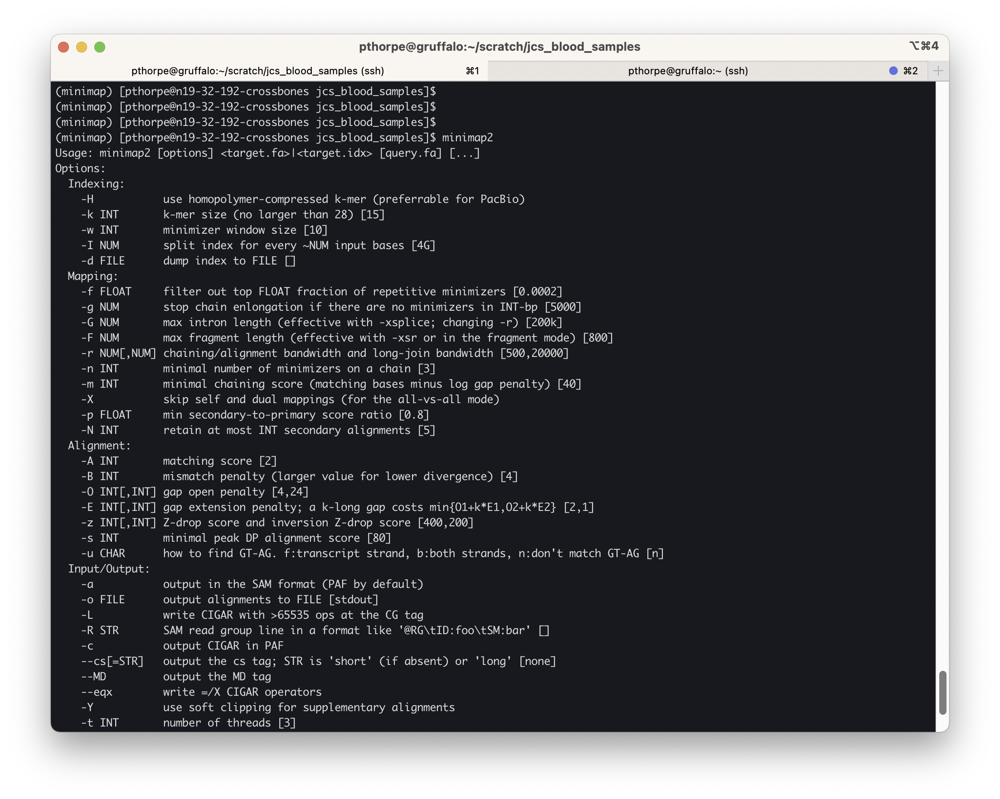 pthorpe@gruffalo:~/scratch/jcs_blood_samples
⌥⌘4
pthorpe@gruffalo:~/scratch/jcs_blood_samples (ssh) ⌘1
pthorpe@gruffalo:~ (ssh) ⌘2
(minimap) [pthorpe@n19-32-192-crossbones jcs_blood_samples]$
(minimap) [pthorpe@n19-32-192-crossbones jcs_blood_samples]$
(minimap) [pthorpe@n19-32-192-crossbones jcs_blood_samples]$
(minimap) [pthorpe@n19-32-192-crossbones jcs_blood_samples]$ minimap2
Usage: minimap2 [options] <target.fa>|<target.idx> [query.fa] [...]
Options:
  Indexing:
    -H           use homopolymer-compressed k-mer (preferrable for PacBio)
    -k INT       k-mer size (no larger than 28) [15]
    -w INT       minimizer window size [10]
    -I NUM       split index for every ~NUM input bases [4G]
    -d FILE      dump index to FILE []
  Mapping:
    -f FLOAT     filter out top FLOAT fraction of repetitive minimizers [0.0002]
    -g NUM       stop chain enlongation if there are no minimizers in INT-bp [5000]
    -G NUM       max intron length (effective with -xsplice; changing -r) [200k]
    -F NUM       max fragment length (effective with -xsr or in the fragment mode) [800]
    -r NUM[,NUM] chaining/alignment bandwidth and long-join bandwidth [500,20000]
    -n INT       minimal number of minimizers on a chain [3]
    -m INT       minimal chaining score (matching bases minus log gap penalty) [40]
    -X           skip self and dual mappings (for the all-vs-all mode)
    -p FLOAT     min secondary-to-primary score ratio [0.8]
    -N INT       retain at most INT secondary alignments [5]
  Alignment:
    -A INT       matching score [2]
    -B INT       mismatch penalty (larger value for lower divergence) [4]
    -O INT[,INT] gap open penalty [4,24]
    -E INT[,INT] gap extension penalty; a k-long gap costs min{O1+k*E1,O2+k*E2} [2,1]
    -z INT[,INT] Z-drop score and inversion Z-drop score [400,200]
    -s INT       minimal peak DP alignment score [80]
    -u CHAR      how to find GT-AG. f:transcript strand, b:both strands, n:don't match GT-AG [n]
  Input/Output:
    -a           output in the SAM format (PAF by default)
    -o FILE      output alignments to FILE [stdout]
    -L           write CIGAR with >65535 ops at the CG tag
    -R STR       SAM read group line in a format like '@RG\tID:foo\tSM:bar' []
    -c           output CIGAR in PAF
    --cs[=STR]   output the cs tag; STR is 'short' (if absent) or 'long' [none]
    --MD         output the MD tag
    --eqx        write =/X CIGAR operators
    -Y           use soft clipping for supplementary alignments
    -t INT       number of threads [3]